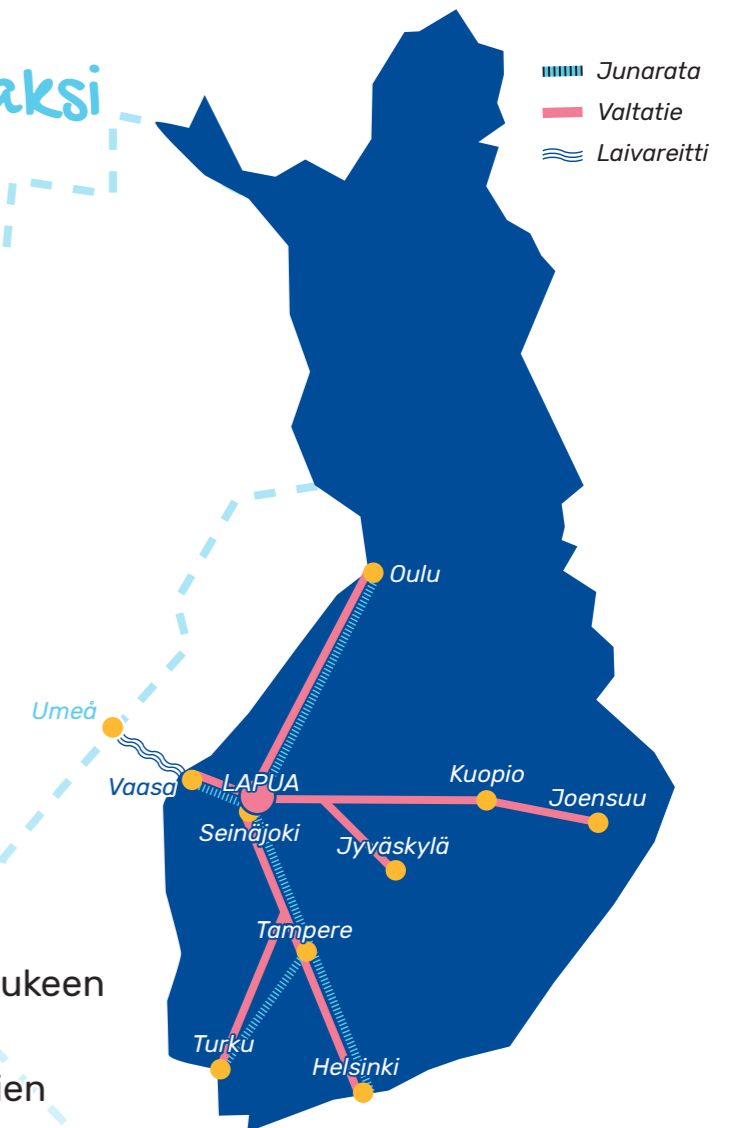 aksi
Junarata
Valtatie
Laivareitti
Oulu
Umeå
Vaasa
LAPUA
Kuopio
Joensuu
Seinäjoki
Jyväskylä
Tampere
ukeen
Turku
Helsinki
ien